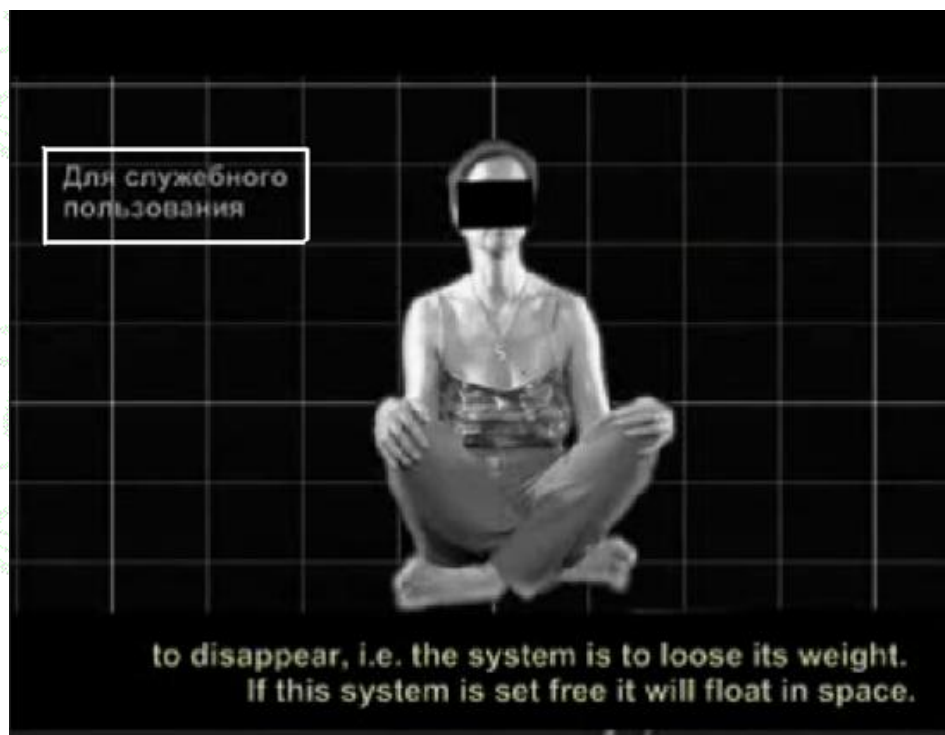 Для служебного
пользования
to disappear, i.e. the system is to loose its weight.
If this system is set free it will float in space.